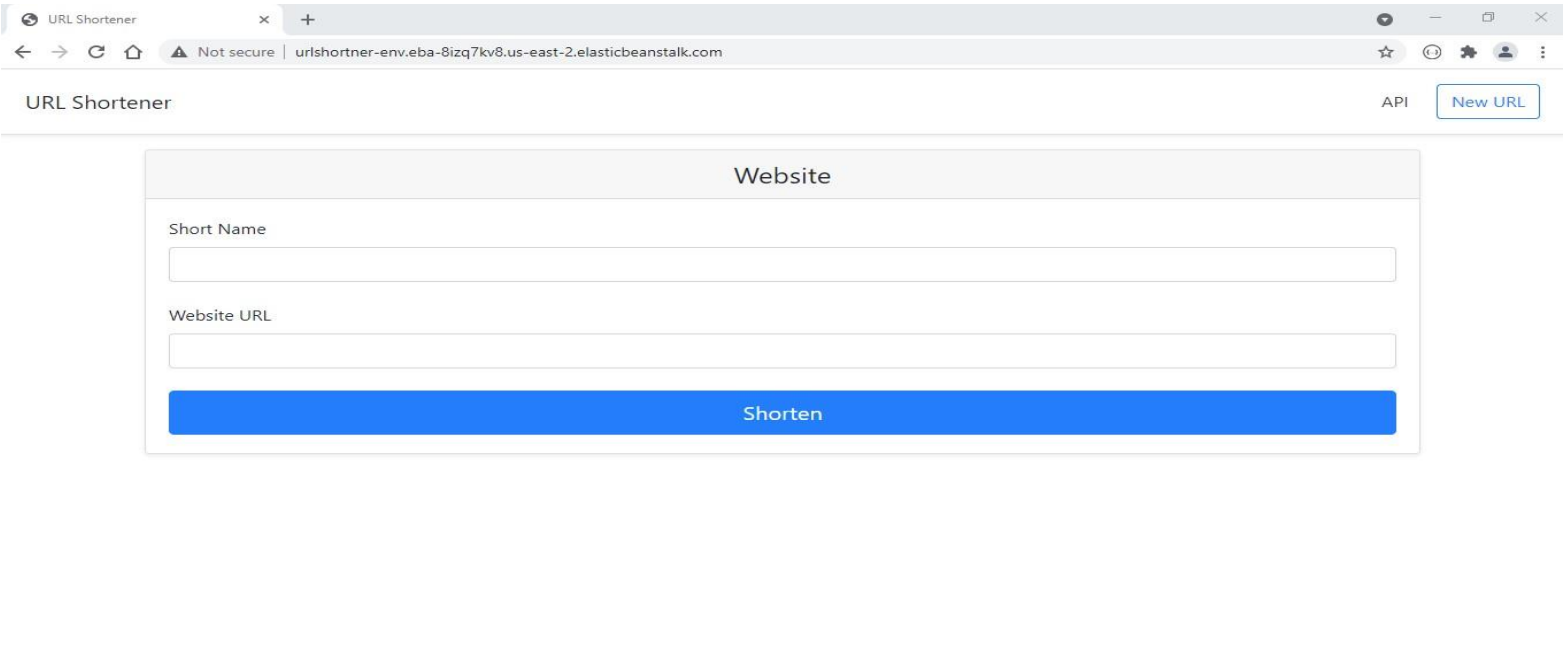 URL Shortener
Not secure | urlshortner-env.eba-8izq7kv8.us-east-2.elasticbeanstalk.com
URL Shortener API New URL
Website
Short Name
Website URL
Shorten